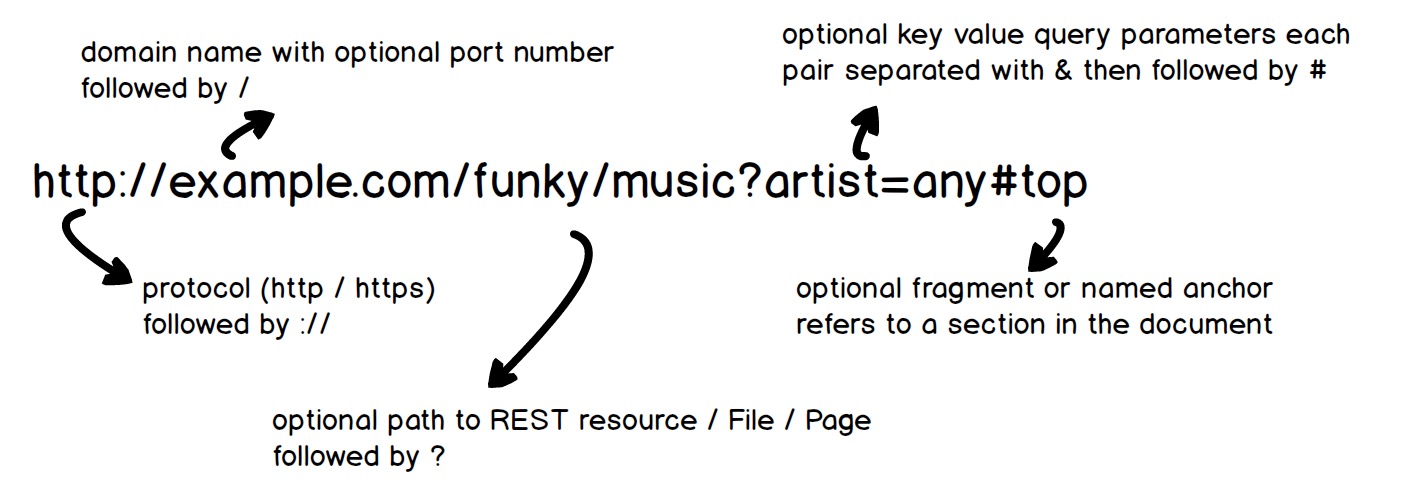 domain name with optional port number
followed by /
optional key value query parameters each
pair separated with & then followed by #
http://example.com/funky/music?artist=any#top
protocol (http / https)
followed by ://
optional fragment or named anchor
refers to a section in the document
optional path to REST resource / File / Page
followed by ?